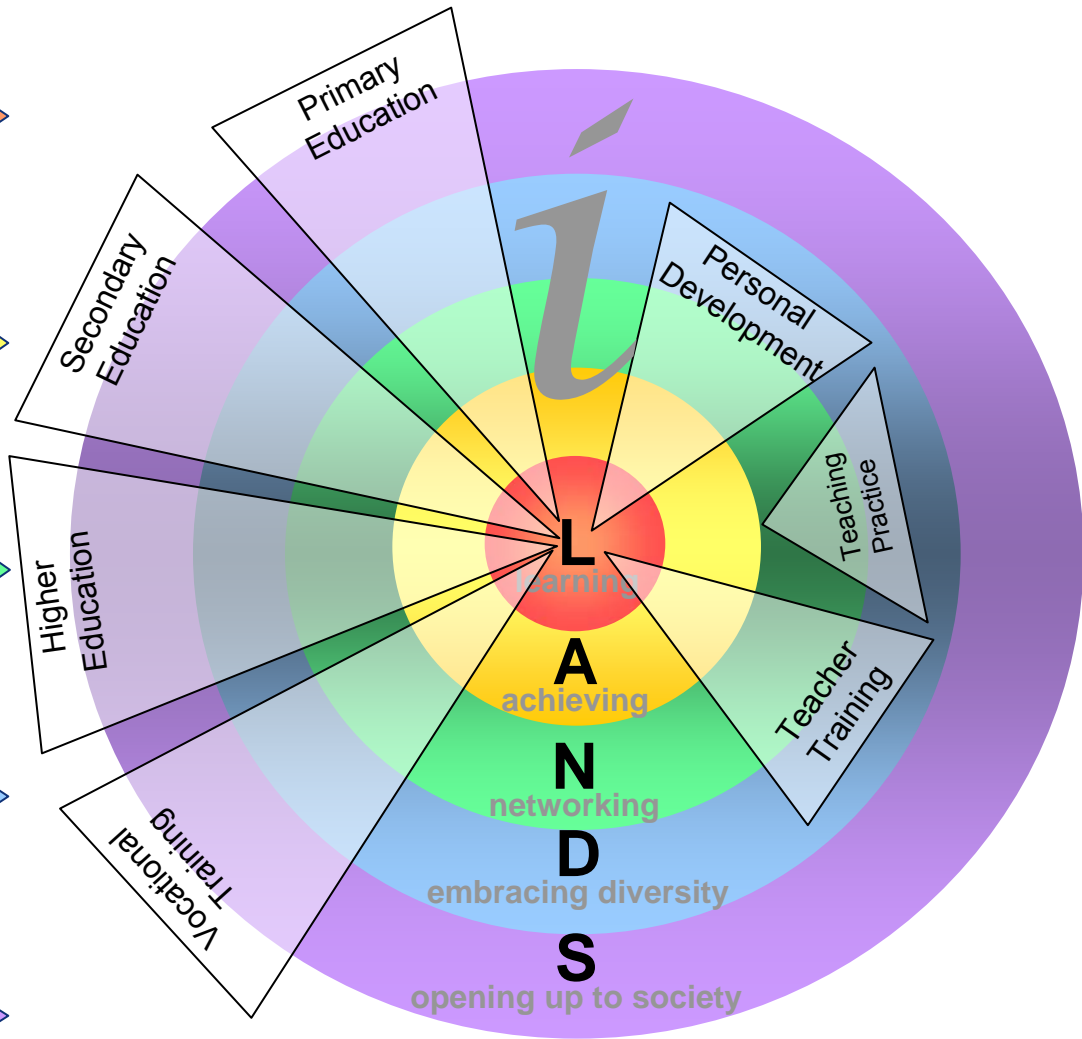 Primary
Education
Secondary
Education
Higher
Education
Vocational
Training
i
Personal
Development
Teaching
Practice
Teacher
Training
L
learning
A
achieving
N
networking
D
embracing diversity
S
opening up to society